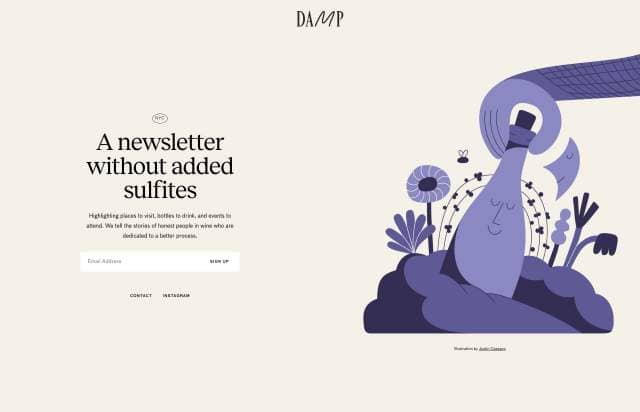 DAMP
NYC
A newsletter
without added
sulfites
Highlighting places to visit, bottles to drink, and events to
attend. We tell the stories of honest people in wine who are
dedicated to a better process.
Email Address SIGN UP
CONTACT INSTAGRAM
Illustration by Justin